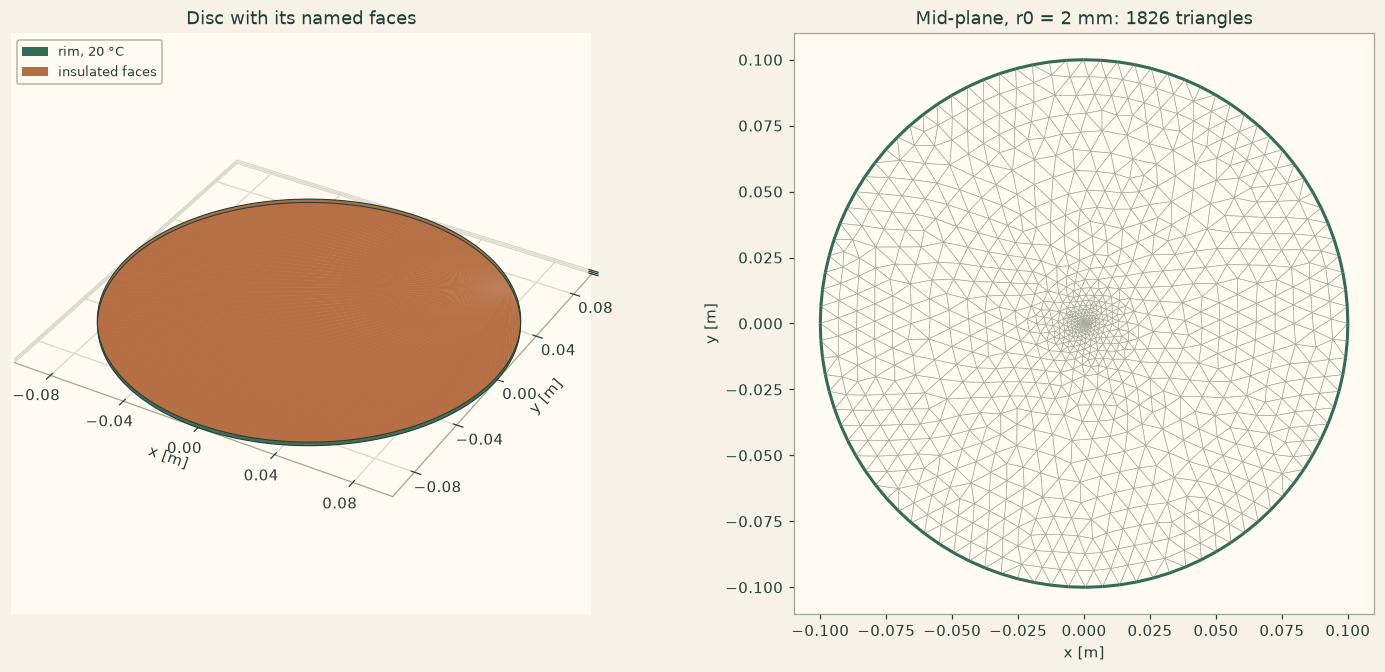 Disc with its named faces
rim, 20 °C
insulated faces
−0.08
−0.04
0.00
0.04
0.08
x [m]
−0.08
−0.04
0.00
0.04
0.08
y [m]
Mid-plane, r0 = 2 mm: 1826 triangles
0.100
0.075
0.050
0.025
0.000
−0.025
−0.050
−0.075
−0.100
y [m]
−0.100 −0.075 −0.050 −0.025 0.000 0.025 0.050 0.075 0.100
x [m]